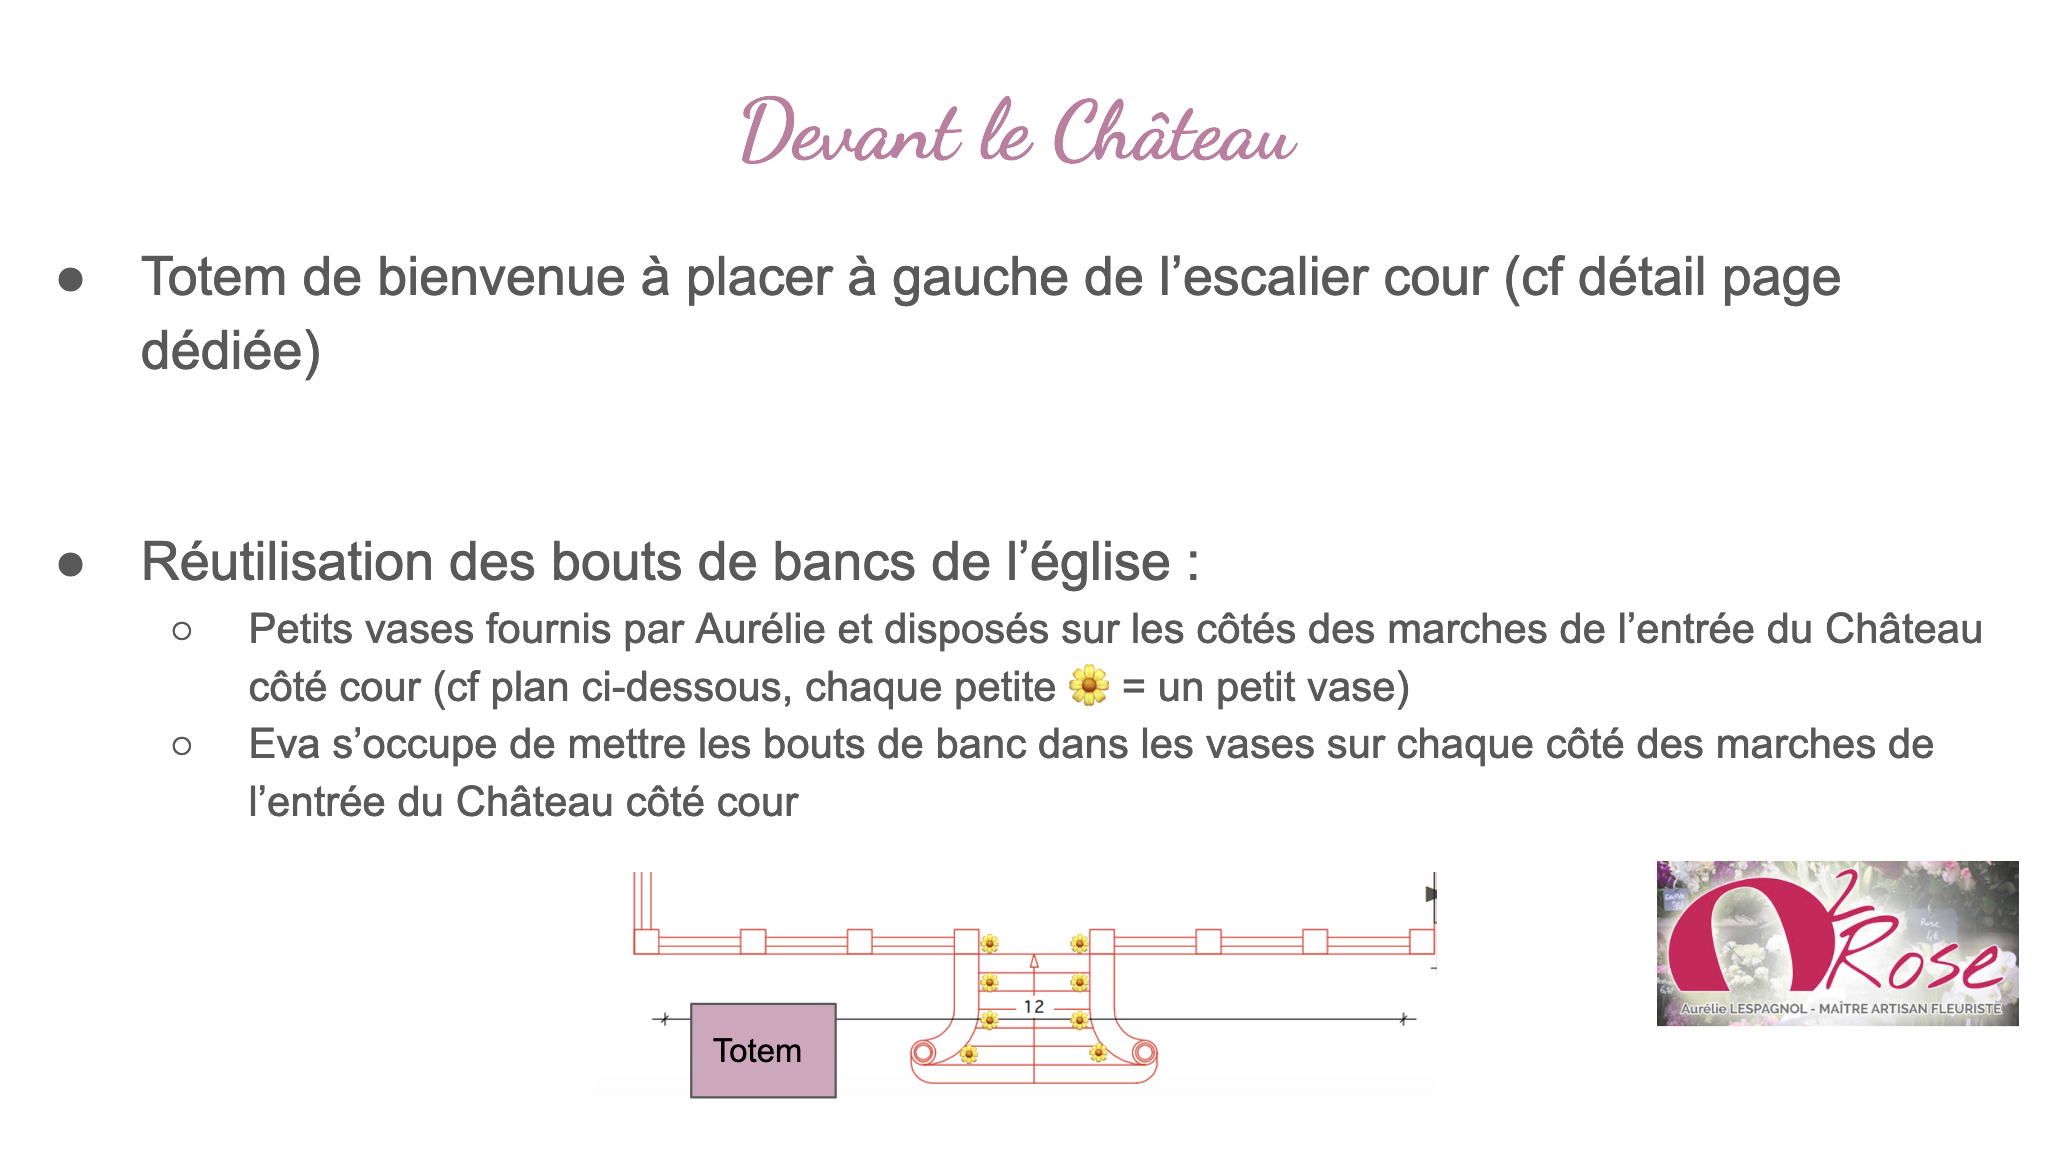 Devant le Château
● Totem de bienvenue à placer à gauche de l’escalier cour (cf détail page
dédiée)
● Réutilisation des bouts de bancs de l’église :
○ Petits vases fournis par Aurélie et disposés sur les côtés des marches de l’entrée du Château
côté cour (cf plan ci-dessous, chaque petite 🌼 = un petit vase)
○ Eva s’occupe de mettre les bouts de banc dans les vases sur chaque côté des marches de
l’entrée du Château côté cour
12
Totem
2
Rose
Aurélie LESPAGNOL - MAÎTRE ARTISAN FLEURISTE